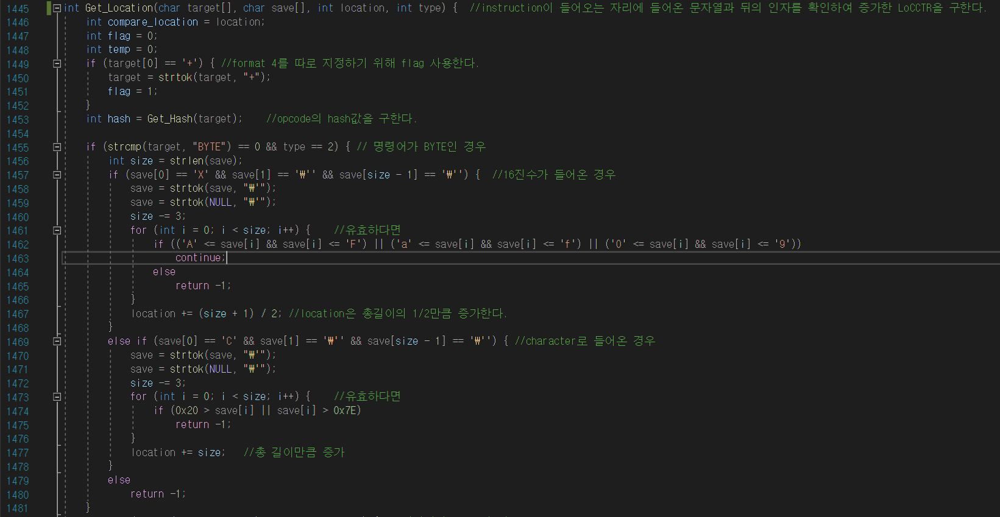 1445 int Get_Location(char target[], char save[], int location, int type) { //instruction이 들어오는 자리에 들어온 문자열과 뒤의 인자를 확인하여 증가한 LoCCTR을 구한다.
1446 int compare_location = location;
1447 int flag = 0;
1448 int temp = 0;
1449 if (target[0] == '+') { //format 4를 따로 지정하기 위해 flag 사용한다.
1450 target = strtok(target, "+");
1451 flag = 1;
1452 }
1453 int hash = Get_Hash(target); //opcode의 hash값을 구한다.
1454
1455 if (strcmp(target, "BYTE") == 0 && type == 2) { // 명령어가 BYTE인 경우
1456 int size = strlen(save);
1457 if (save[0] == 'X' && save[1] == '₩'' && save[size - 1] == '₩'') { //16진수가 들어온 경우
1458 save = strtok(save, "₩'");
1459 save = strtok(NULL, "₩'");
1460 size -= 3;
1461 for (int i = 0; i < size; i++) { //유효하다면
1462 if (('A' <= save[i] && save[i] <= 'F') || ('a' <= save[i] && save[i] <= 'f') || ('0' <= save[i] && save[i] <= '9'))
1463 continue;
1464 else
1465 return -1;
1466 }
1467 location += (size + 1) / 2; //location은 총길이의 1/2만큼 증가한다.
1468 }
1469 else if (save[0] == 'C' && save[1] == '₩'' && save[size - 1] == '₩'') { //character로 들어온 경우
1470 save = strtok(save, "₩'");
1471 save = strtok(NULL, "₩'");
1472 size -= 3;
1473 for (int i = 0; i < size; i++) { //유효하다면
1474 if (0x20 > save[i] || save[i] > 0x7E)
1475 return -1;
1476 }
1477 location += size; //총 길이만큼 증가
1478 }
1479 else
1480 return -1;
1481 }